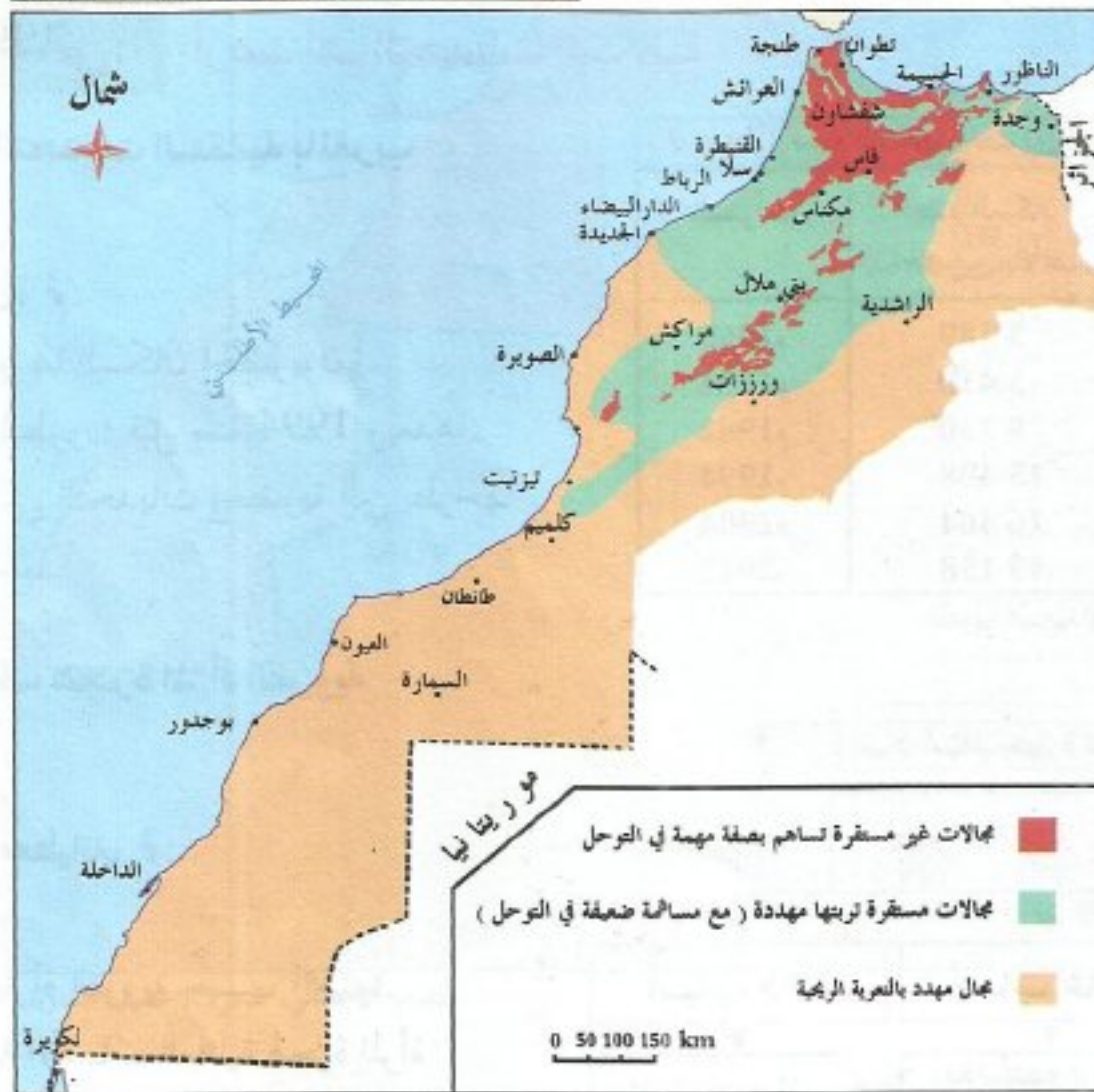 شمال
طنجة
تطوان
الحسيمة
الناظور
العرائش
شفشاون
وجدة
الجزائر
القنيطرة
سلا
فاس
الرباط
مكناس
الدار البيضاء
الجديدة
المحيط الأطلسي
بني ملال
الراشدية
مراكش
الصويرة
ورززات
تيزنيت
كلميم
طانطان
العيون
السمارة
بوجدور
موريتانيا
الداخلة
لكويرة
مجالات غير مستقرة تساهم بصفة مهمة في التوحل
مجالات مستقرة تربتها مهددة ( مع مساهمة ضعيفة في التوحل )
مجال مهدد بالتعرية الريحية
0 50 100 150 km